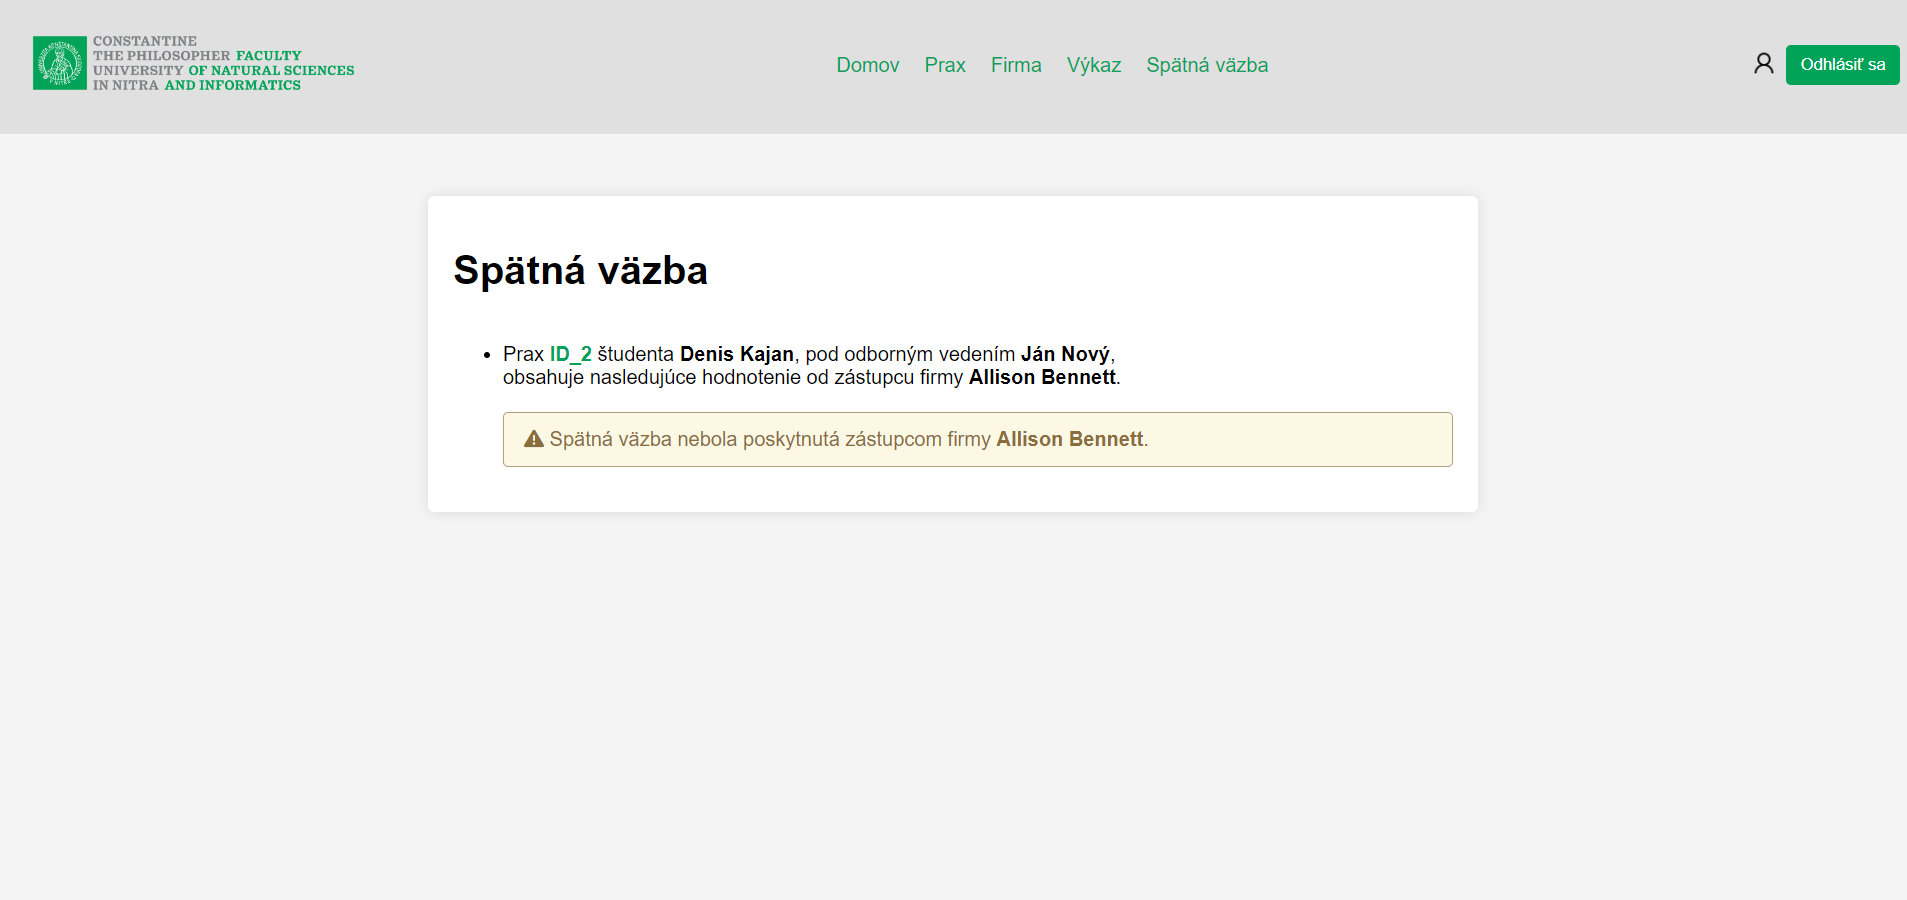 CONSTANTINE
THE PHILOSOPHER FACULTY
UNIVERSITY OF NATURAL SCIENCES
IN NITRA AND INFORMATICS
Domov Prax Firma Výkaz Spätná väzba
Odhlásiť sa
Spätná väzba
Prax ID_2 študenta Denis Kajan, pod odborným vedením Ján Nový,
obsahuje nasledujúce hodnotenie od zástupcu firmy Allison Bennett.
Spätná väzba nebola poskytnutá zástupcom firmy Allison Bennett.